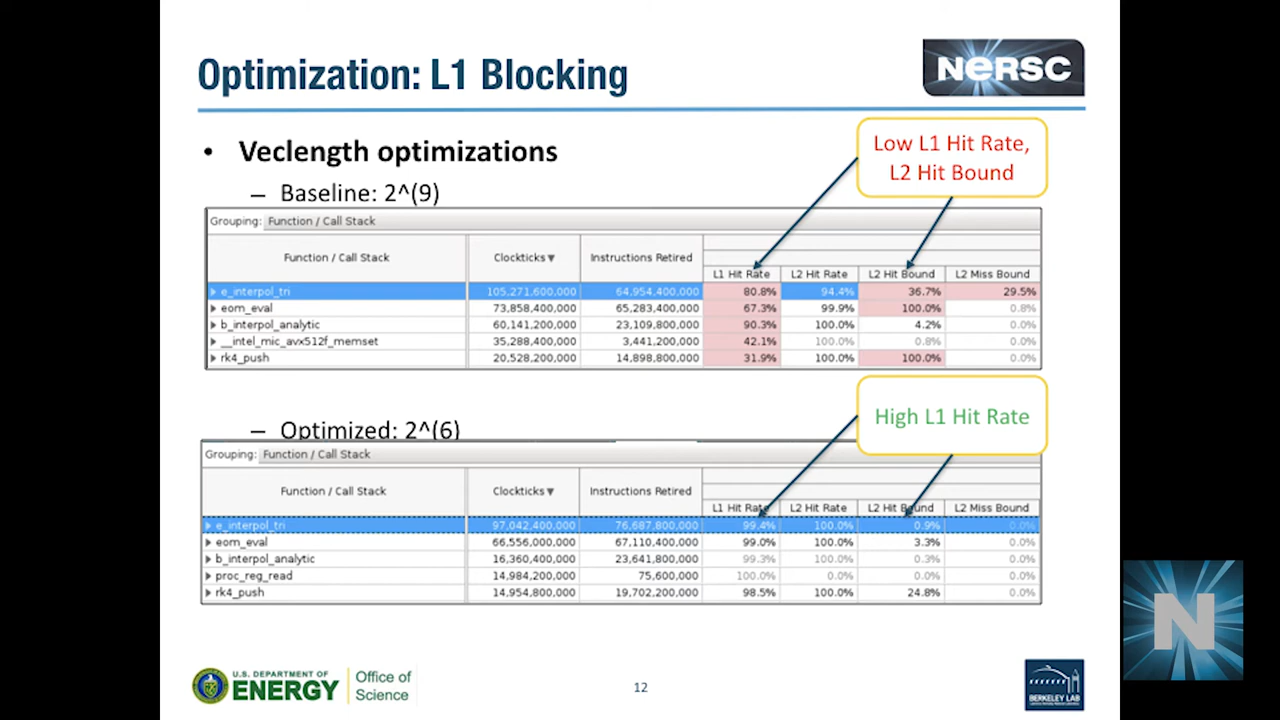 Optimization: L1 Blocking
NERSC
• Veclength optimizations
– Baseline: 2^(9)
Low L1 Hit Rate,
L2 Hit Bound
Grouping: Function / Call Stack
Function / Call Stack Clockticks▼ Instructions Retired
L1 Hit Rate L2 Hit Rate L2 Hit Bound L2 Miss Bound
e_interpol_tri 105,271,600,000 64,954,400,000 80.8% 94.4% 36.7% 29.5%
eom_eval 73,858,400,000 65,283,400,000 67.3% 99.9% 100.0% 0.8%
b_interpol_analytic 60,141,200,000 23,109,800,000 90.3% 100.0% 4.2% 0.0%
__intel_mic_avx512f_memset 35,288,400,000 3,441,200,000 42.1% 100.0% 0.8% 0.0%
rk4_push 20,528,200,000 14,898,800,000 31.9% 100.0% 100.0% 0.0%
– Optimized: 2^(6)
High L1 Hit Rate
Grouping: Function / Call Stack
Function / Call Stack Clockticks▼ Instructions Retired
L1 Hit Rate L2 Hit Rate L2 Hit Bound L2 Miss Bound
e_interpol_tri 97,042,400,000 76,687,800,000 99.4% 100.0% 0.9% 0.0%
eom_eval 66,556,000,000 67,110,400,000 99.0% 100.0% 3.3% 0.0%
b_interpol_analytic 16,360,400,000 23,641,800,000 99.3% 100.0% 0.3% 0.0%
proc_reg_read 14,984,200,000 75,600,000 100.0% 0.0% 0.0% 0.0%
rk4_push 14,954,800,000 19,702,200,000 98.5% 100.0% 24.8% 0.0%
U.S. DEPARTMENT OF
ENERGY
Office of
Science
12
BERKELEY LAB
N